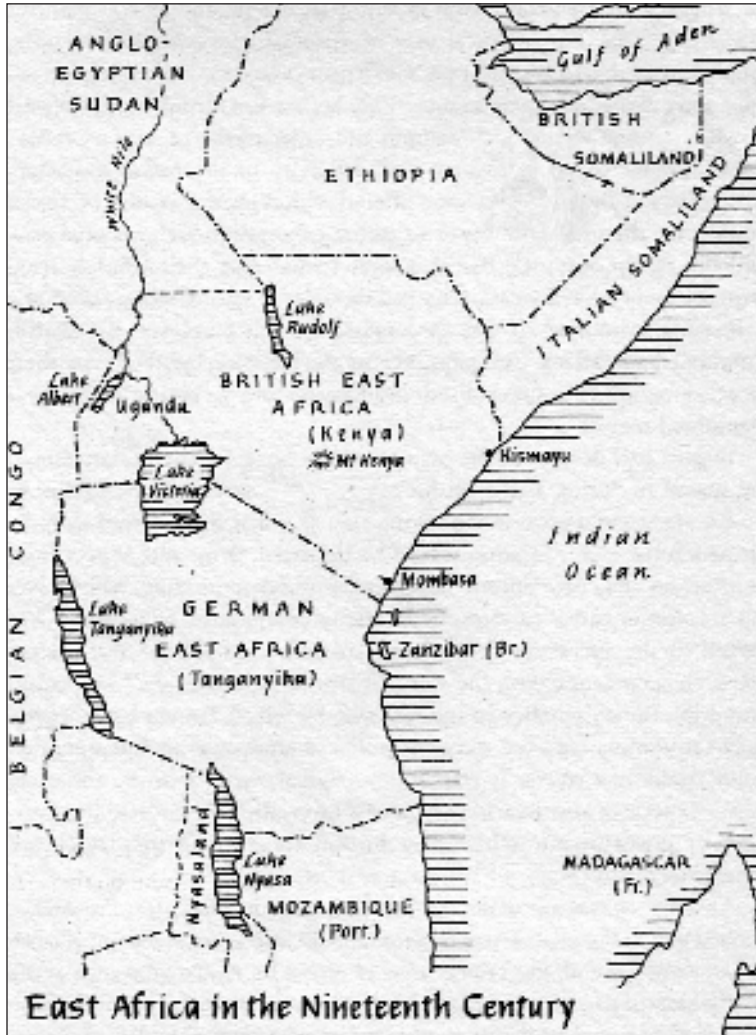 ANGLO-
EGYPTIAN
SUDAN
Gulf of Aden
BRITISH
SOMALILAND
White Nile
ETHIOPIA
ITALIAN SOMALILAND
Lake
Rudolf
Lake
Albert
Uganda
BRITISH EAST
AFRICA
(Kenya)
Mt Kenya
Kismayu
Lake
Victoria
BELGIAN CONGO
Indian
Ocean
Mombasa
Lake
Tanganyika
GERMAN
EAST AFRICA
(Tanganyika)
Zanzibar (Br.)
Nyasaland
Lake
Nyasa
MADAGASCAR
(Fr.)
MOZAMBIQUE
(Port.)
East Africa in the Nineteenth Century